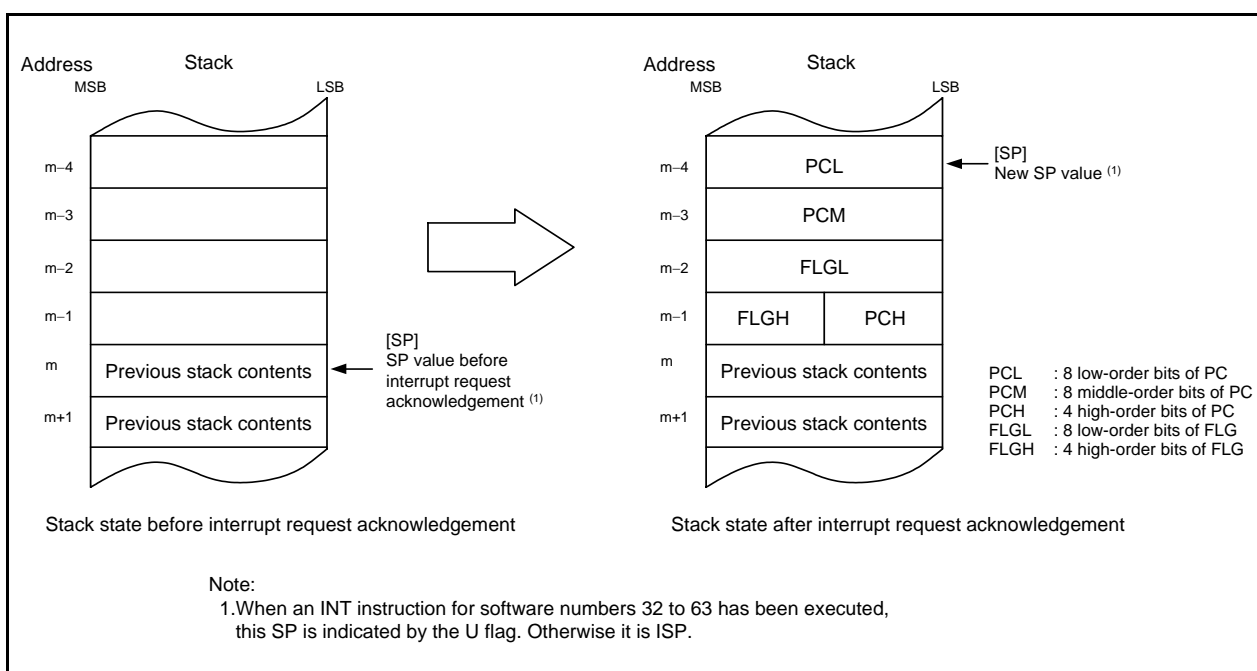 Address
Stack
MSB
LSB
m−4
m−3
m−2
m−1
m
Previous stack contents
m+1
Previous stack contents
[SP]
SP value before
interrupt request
acknowledgement (1)
Stack state before interrupt request acknowledgement
Address
Stack
MSB
LSB
m−4
PCL
m−3
PCM
m−2
FLGL
m−1
FLGH
PCH
m
Previous stack contents
m+1
Previous stack contents
[SP]
New SP value (1)
PCL : 8 low-order bits of PC
PCM : 8 middle-order bits of PC
PCH : 4 high-order bits of PC
FLGL : 8 low-order bits of FLG
FLGH : 4 high-order bits of FLG
Stack state after interrupt request acknowledgement
Note:
1.When an INT instruction for software numbers 32 to 63 has been executed,
this SP is indicated by the U flag. Otherwise it is ISP.